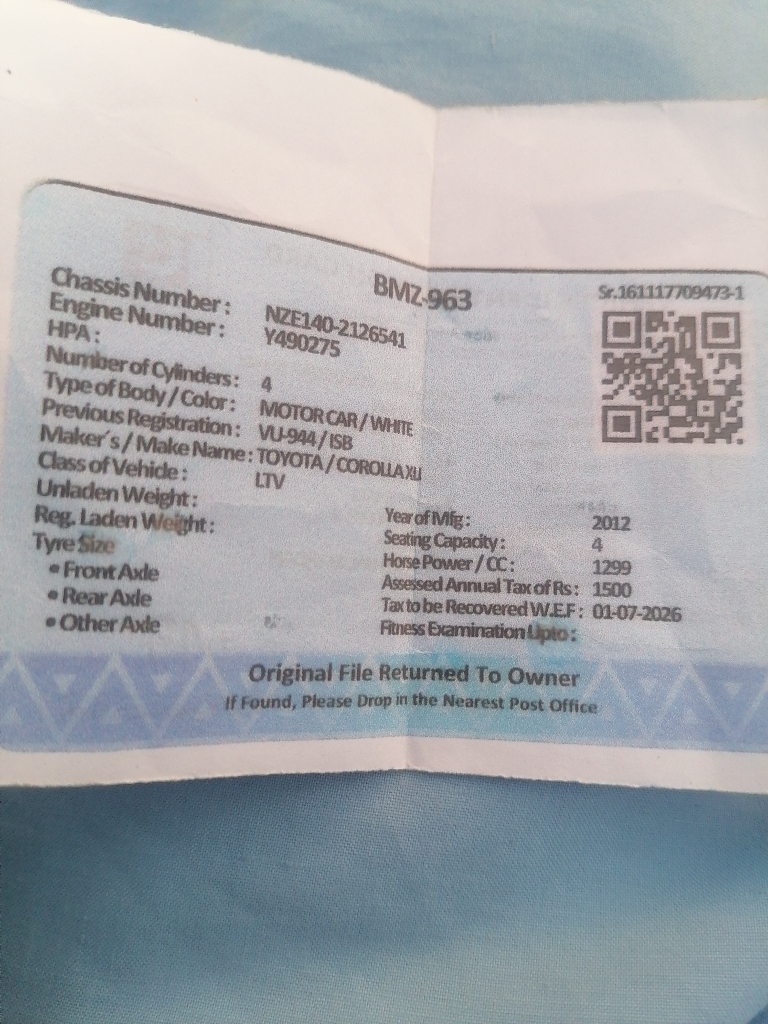 BMZ-963
Sr.161117709473-1
Chassis Number : NZE140-2126541
Engine Number : Y490275
HPA :
Number of Cylinders : 4
Type of Body / Color : MOTOR CAR / WHITE
Previous Registration : VU-944 / ISB
Maker's / Make Name : TOYOTA / COROLLA XLI
Class of Vehicle : LTV
Unladen Weight :
Reg. Laden Weight :
Tyre Size
• Front Axle
• Rear Axle
• Other Axle
Year of Mfg : 2012
Seating Capacity : 4
Horse Power / CC : 1299
Assessed Annual Tax of Rs : 1500
Tax to be Recovered W.E.F : 01-07-2026
Fitness Examination Upto :
Original File Returned To Owner
If Found, Please Drop in the Nearest Post Office